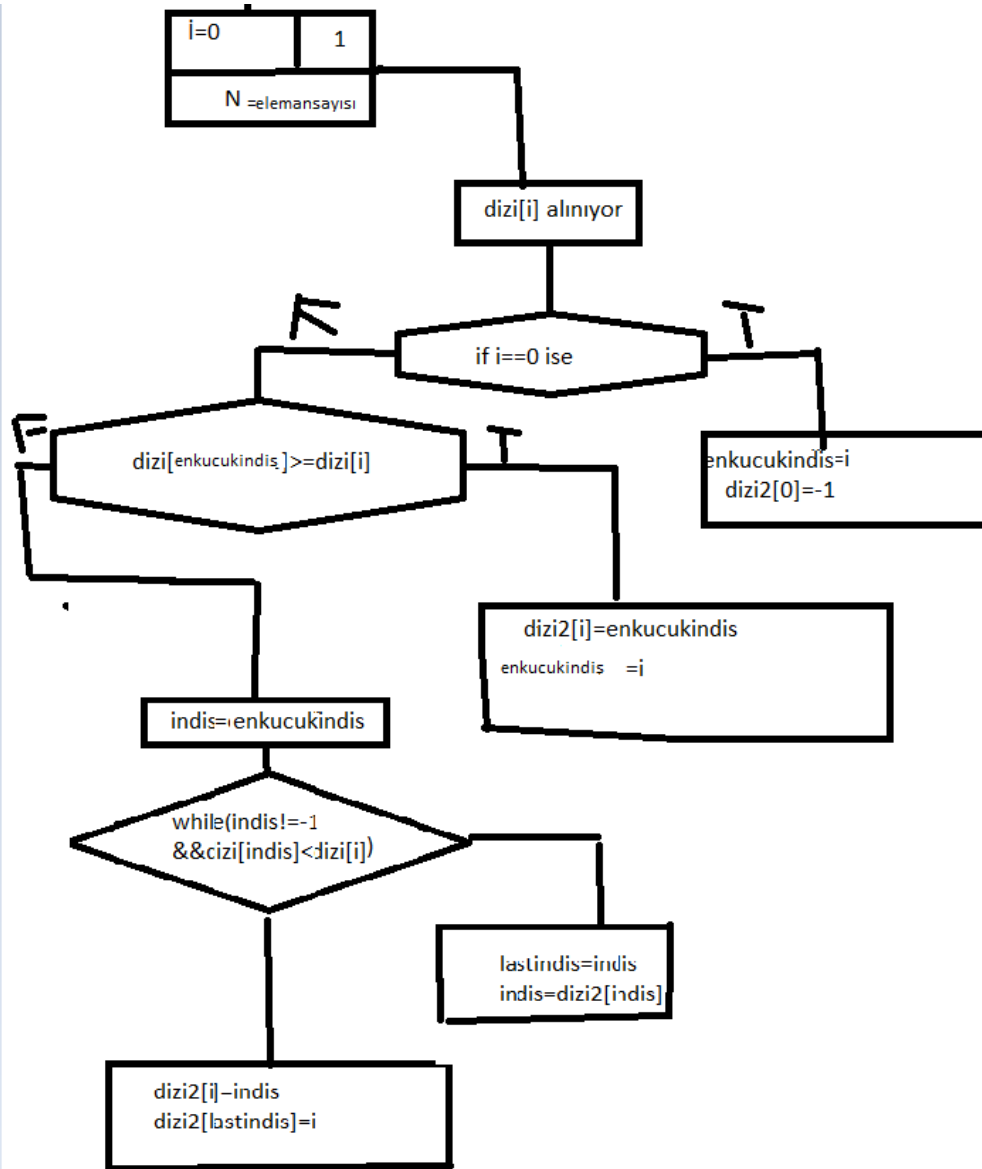 İ=0
1
N =elemansayısı
dizi[i] alınıyor
F
T
if i==0 ise
F
T
dizi[enkucukindis]>=dizi[i]
enkucukindis=i
dizi2[0]=-1
dizi2[i]=enkucukindis
enkucukindis =i
indis=enkucukindis
while(indis!=-1
&&cizi[indis]<dizi[i])
lastindis=indis
indis=dizi2[indis]
dizi2[i]=indis
dizi2[lastindis]=i